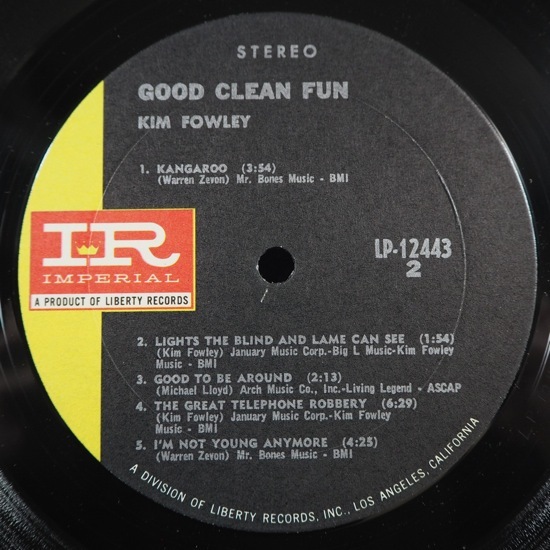 STEREO
GOOD CLEAN FUN
KIM FOWLEY
1. KANGAROO (3:54)
(Warren Zevon) Mr. Bones Music - BMI
IR
IMPERIAL
A PRODUCT OF LIBERTY RECORDS
LP-12443
2
2. LIGHTS THE BLIND AND LAME CAN SEE (1:54)
(Kim Fowley) January Music Corp.-Big L Music-Kim Fowley
Music - BMI
3. GOOD TO BE AROUND (2:13)
(Michael Lloyd) Arch Music Co., Inc.-Living Legend - ASCAP
4. THE GREAT TELEPHONE ROBBERY (6:29)
(Kim Fowley) January Music Corp.-Kim Fowley
Music - BMI
5. I'M NOT YOUNG ANYMORE (4:25)
(Warren Zevon) Mr. Bones Music - BMI
A DIVISION OF LIBERTY RECORDS, INC., LOS ANGELES, CALIFORNIA